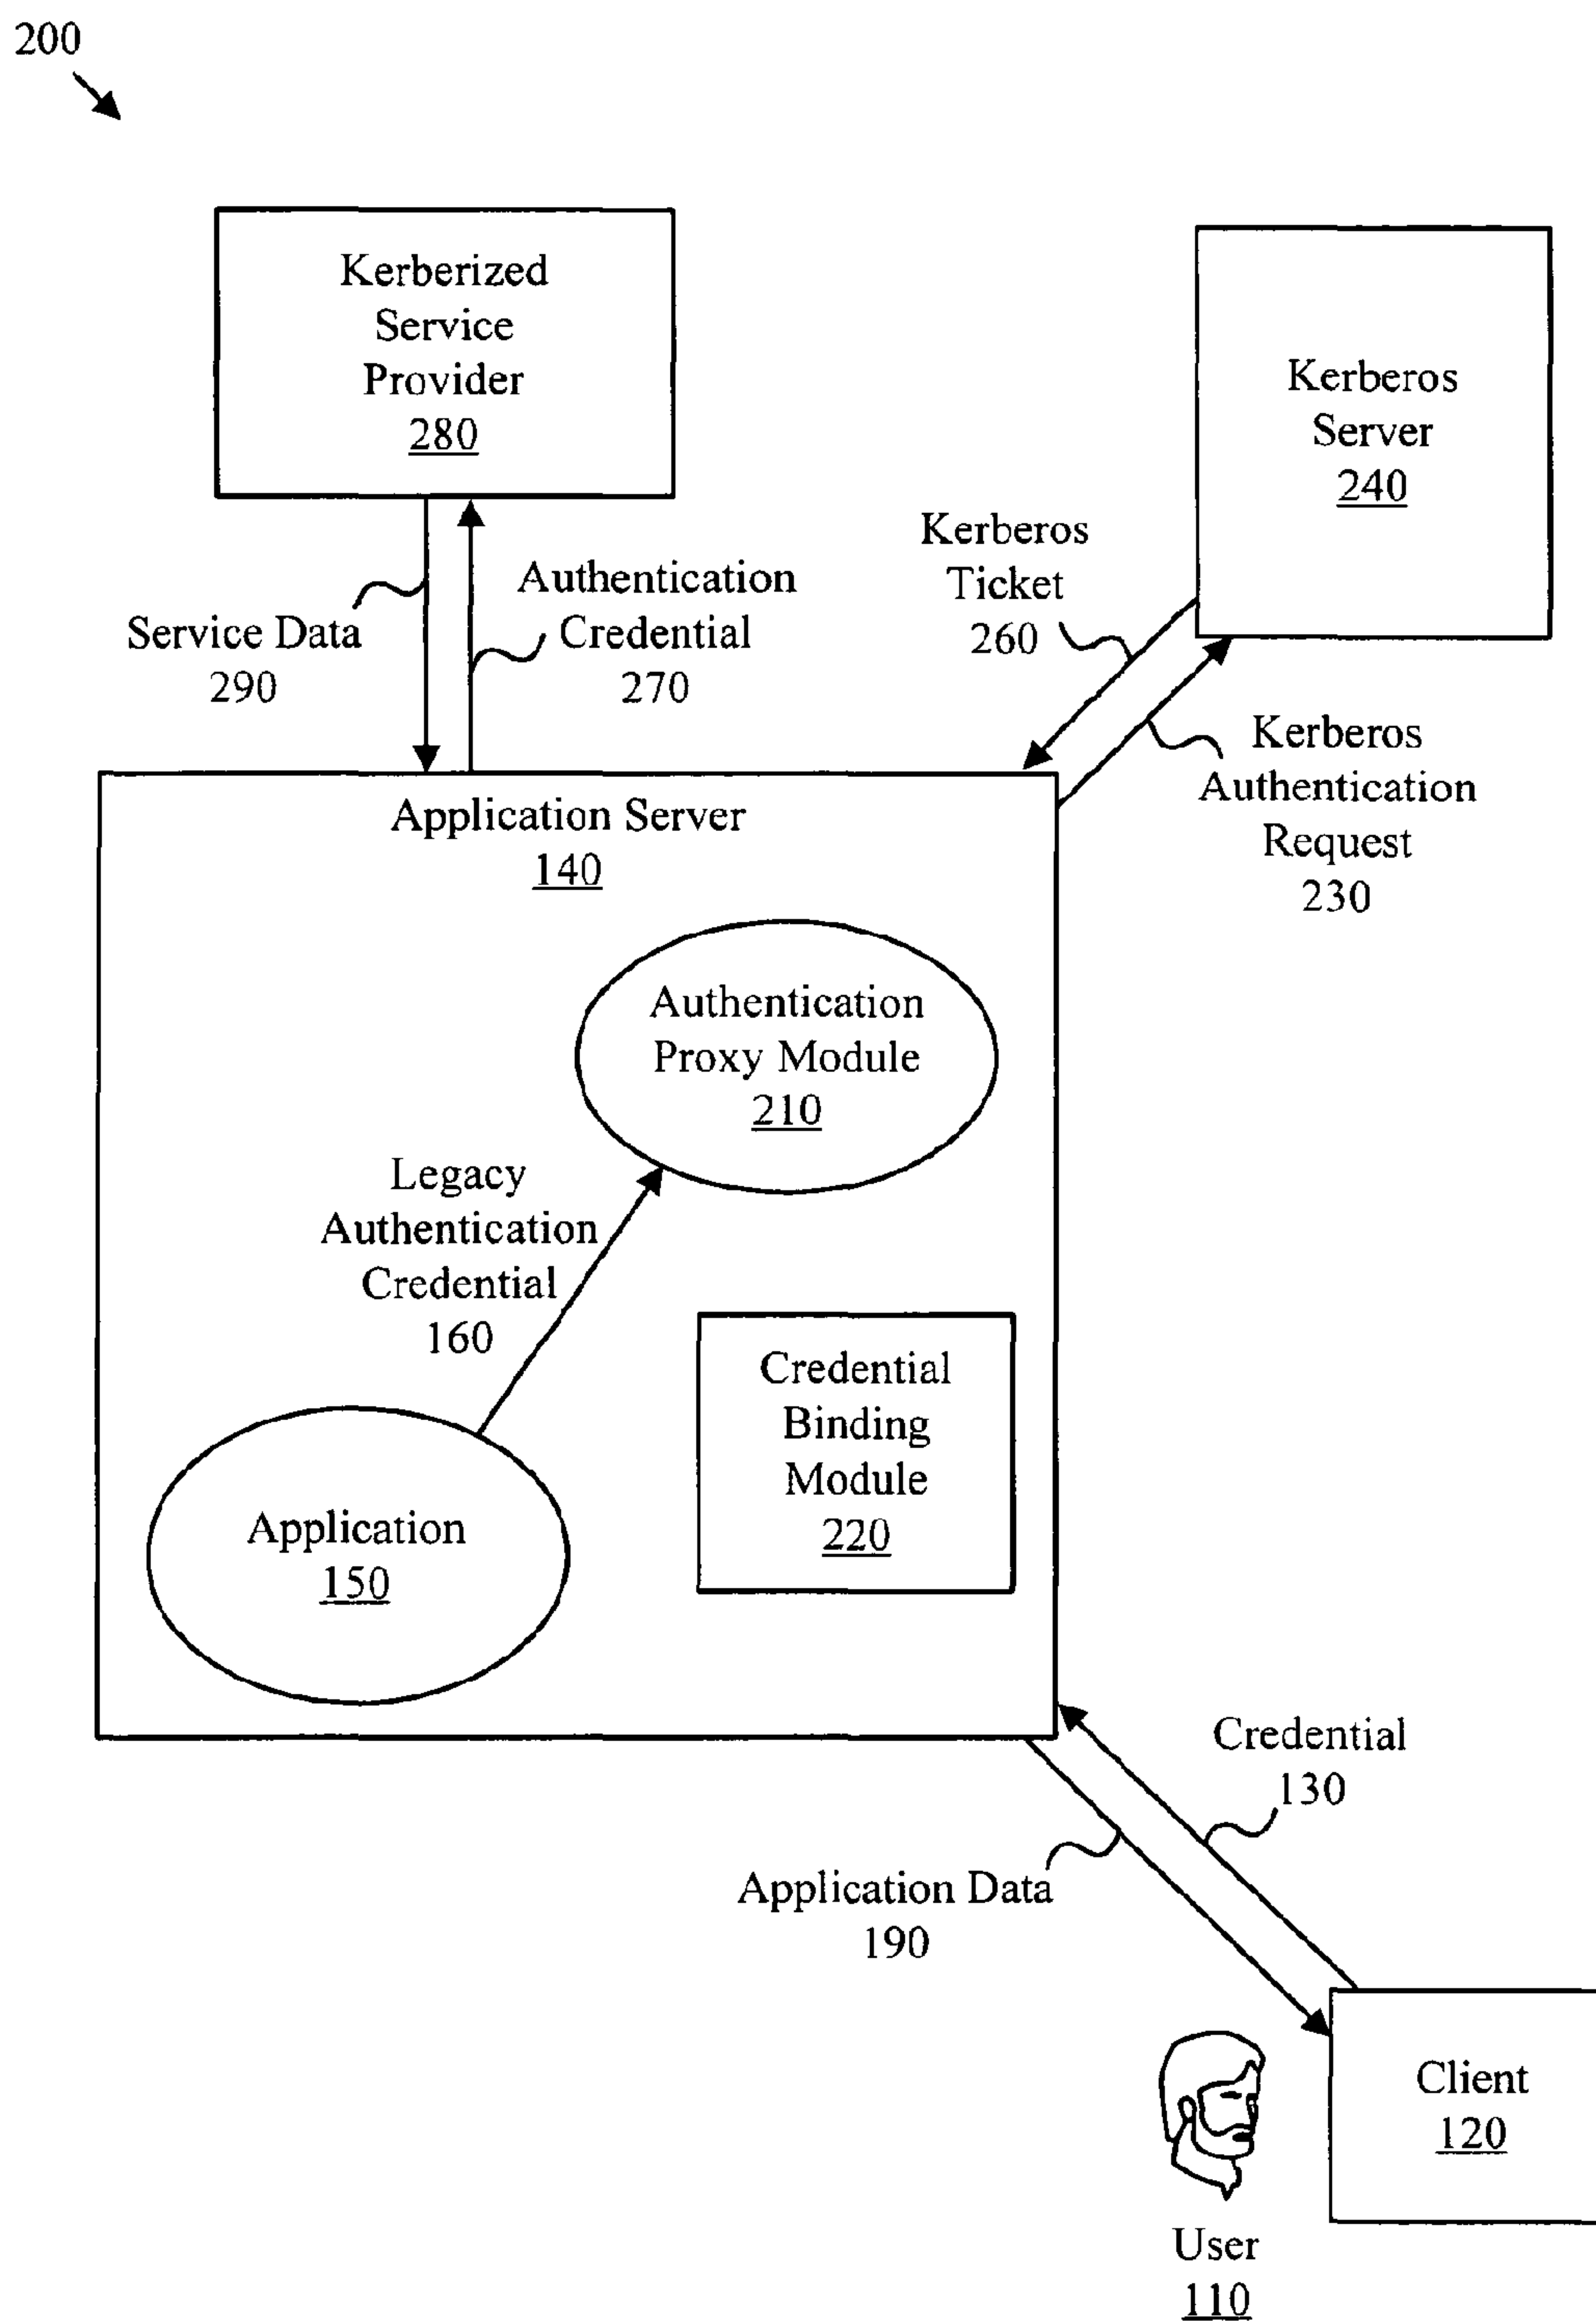 200
Kerberized
Service
Provider
280
Kerberos
Server
240
Kerberos
Ticket
260
Authentication
Credential
270
Service Data
290
Kerberos
Authentication
Request
230
Application Server
140
Authentication
Proxy Module
210
Legacy
Authentication
Credential
160
Credential
Binding
Module
220
Application
150
Credential
130
Application Data
190
Client
120
User
110